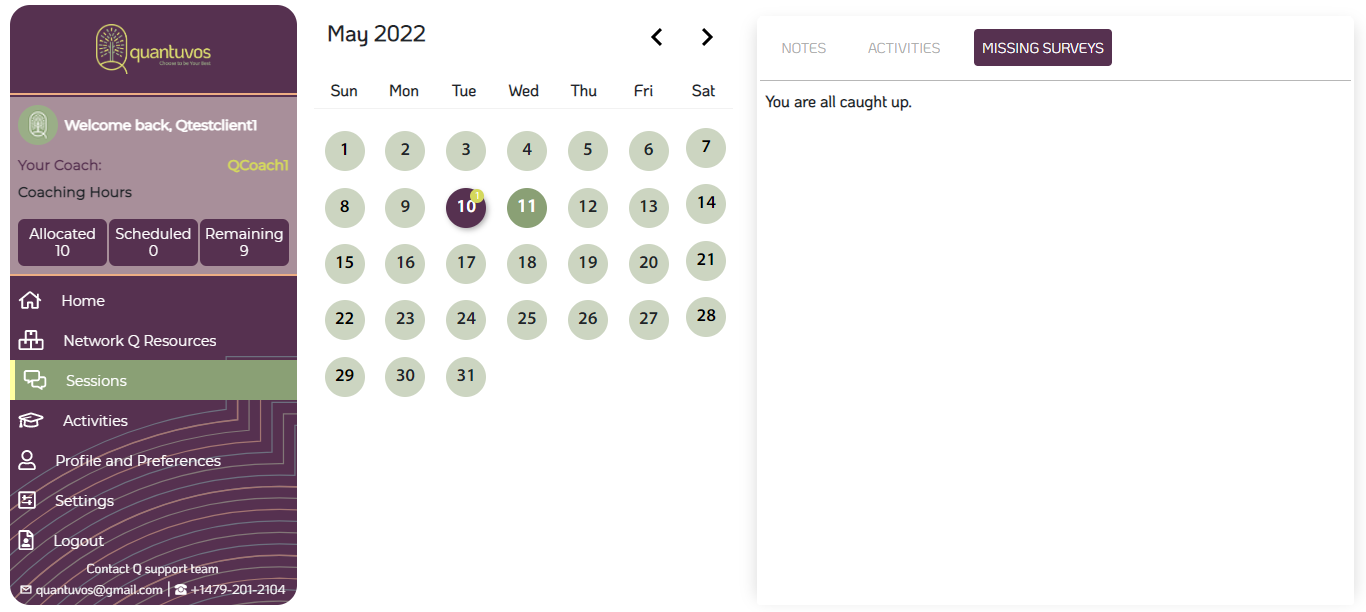 quantuvos
Choose to be Your Best
Welcome back, Qtestclient1
Your Coach: QCoach1
Coaching Hours
Allocated Scheduled Remaining
10 0 9
Home
Network Q Resources
Sessions
Activities
Profile and Preferences
Settings
Logout
Contact Q support team
quantuvos@gmail.com | +1479-201-2104
May 2022
Sun Mon Tue Wed Thu Fri Sat
1 2 3 4 5 6 7
8 9 10 1 11 12 13 14
15 16 17 18 19 20 21
22 23 24 25 26 27 28
29 30 31
NOTES ACTIVITIES MISSING SURVEYS
You are all caught up.